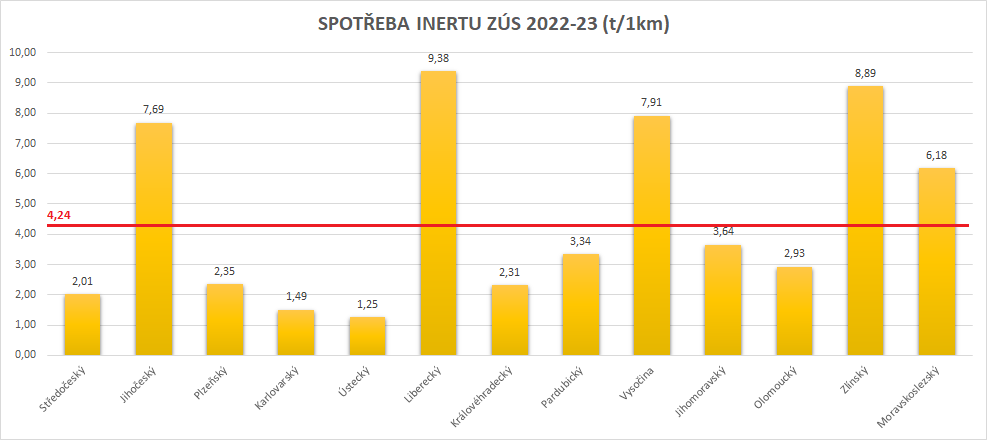 SPOTŘEBA INERTU ZÚS 2022-23 (t/1km)
10,00
9,00
8,00
7,00
6,00
5,00
4,00
3,00
2,00
1,00
0,00
4,24
2,01
7,69
2,35
1,49
1,25
9,38
2,31
3,34
7,91
3,64
2,93
8,89
6,18
Středočeský
Jihočeský
Plzeňský
Karlovarský
Ústecký
Liberecký
Královéhradecký
Pardubický
Vysočina
Jihomoravský
Olomoucký
Zlínský
Moravskoslezský